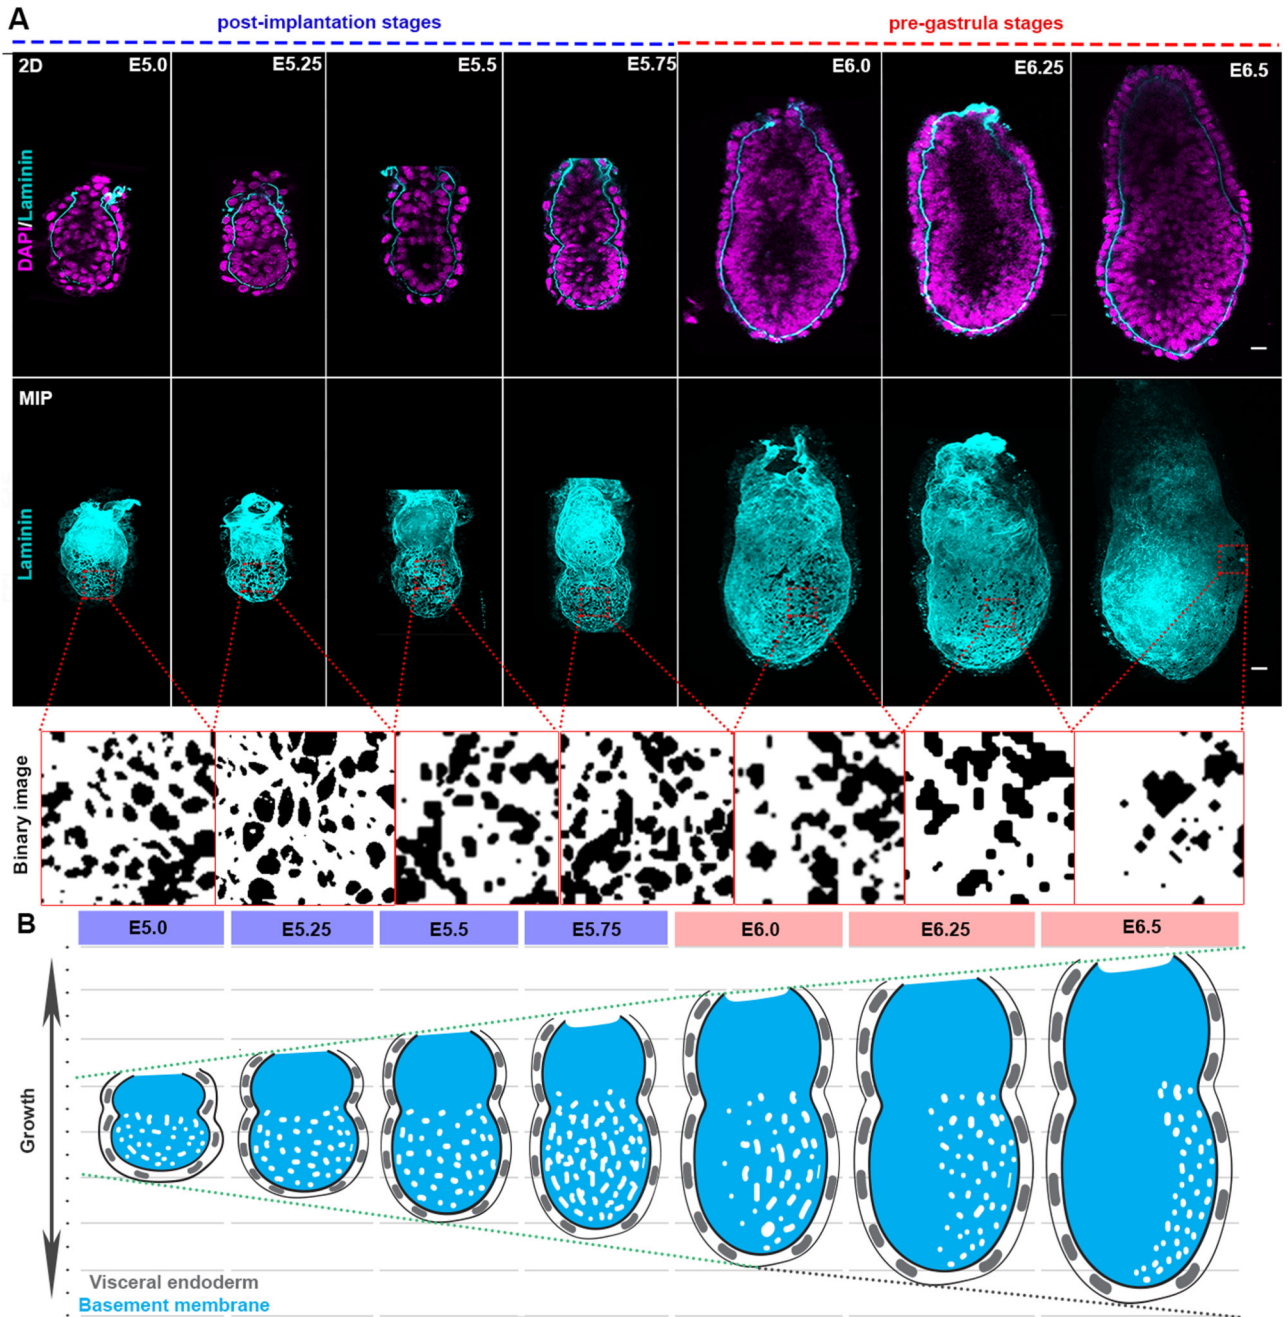 A
post-implantation stages
pre-gastrula stages
2D
E5.0
E5.25
E5.5
E5.75
E6.0
E6.25
E6.5
DAPI/Laminin
MIP
Laminin
Binary image
B
E5.0
E5.25
E5.5
E5.75
E6.0
E6.25
E6.5
Growth
Visceral endoderm
Basement membrane